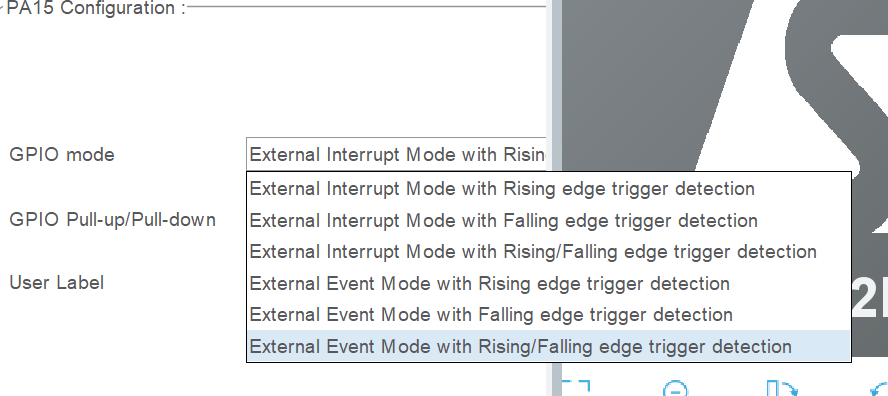 PA15 Configuration :
GPIO mode
External Interrupt Mode with Risin
External Interrupt Mode with Rising edge trigger detection
GPIO Pull-up/Pull-down
External Interrupt Mode with Falling edge trigger detection
External Interrupt Mode with Rising/Falling edge trigger detection
User Label
External Event Mode with Rising edge trigger detection
External Event Mode with Falling edge trigger detection
External Event Mode with Rising/Falling edge trigger detection